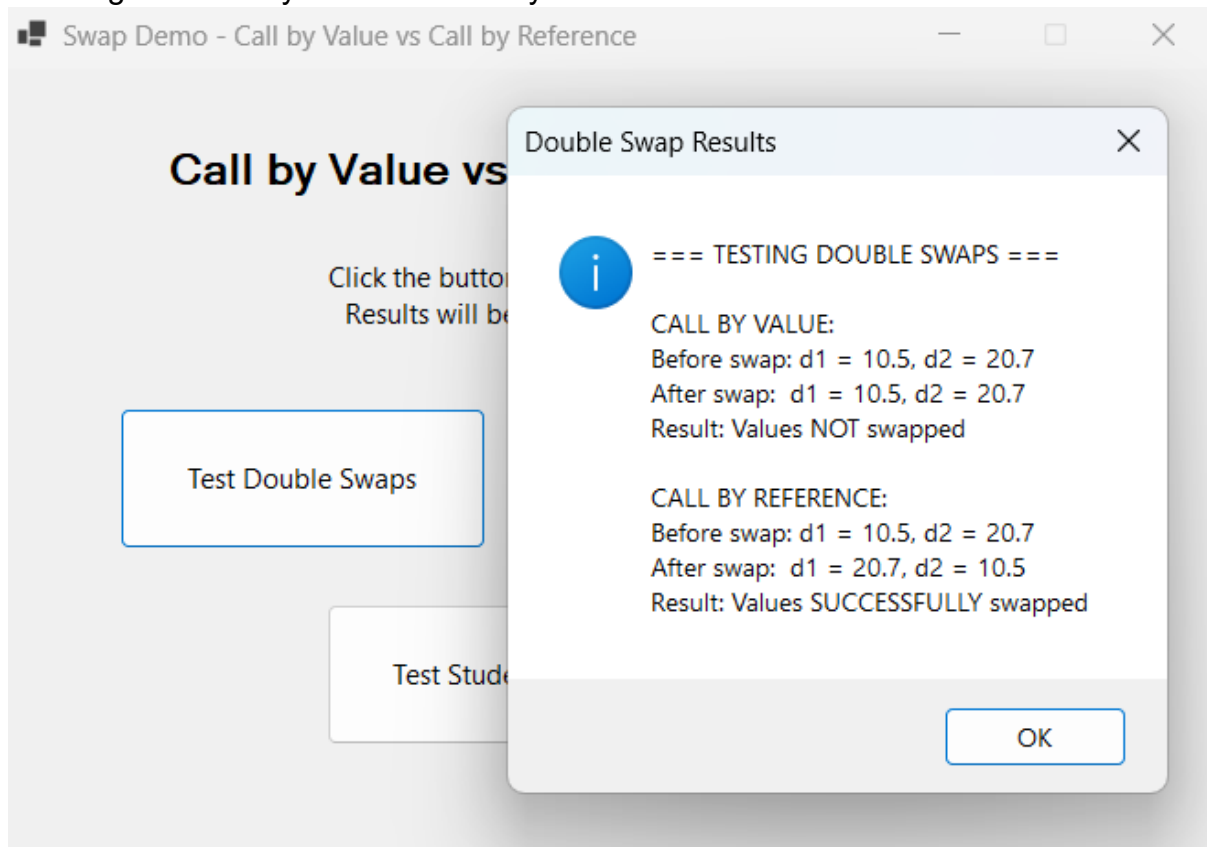 Swap Demo - Call by Value vs Call by Reference
Call by Value vs
Click the butto
Results will be
Test Double Swaps
Test Stude
Double Swap Results
=== TESTING DOUBLE SWAPS ===
CALL BY VALUE:
Before swap: d1 = 10.5, d2 = 20.7
After swap:  d1 = 10.5, d2 = 20.7
Result: Values NOT swapped
CALL BY REFERENCE:
Before swap: d1 = 10.5, d2 = 20.7
After swap:  d1 = 20.7, d2 = 10.5
Result: Values SUCCESSFULLY swapped
OK